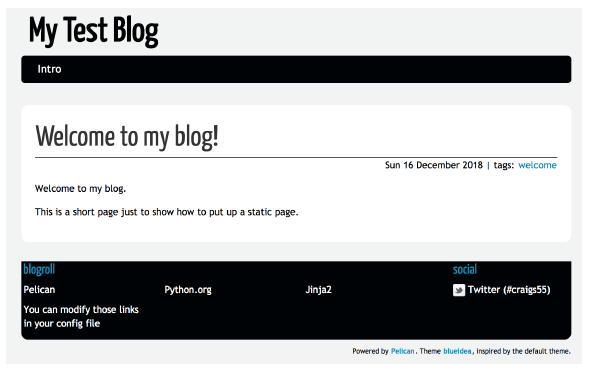 My Test Blog
Intro
Welcome to my blog!
Sun 16 December 2018 | tags: welcome
Welcome to my blog.
This is a short page just to show how to put up a static page.
blogroll
social
Pelican
Python.org
Jinja2
Twitter (#craigs55)
You can modify those links
in your config file
Powered by Pelican. Theme blueidea, inspired by the default theme.